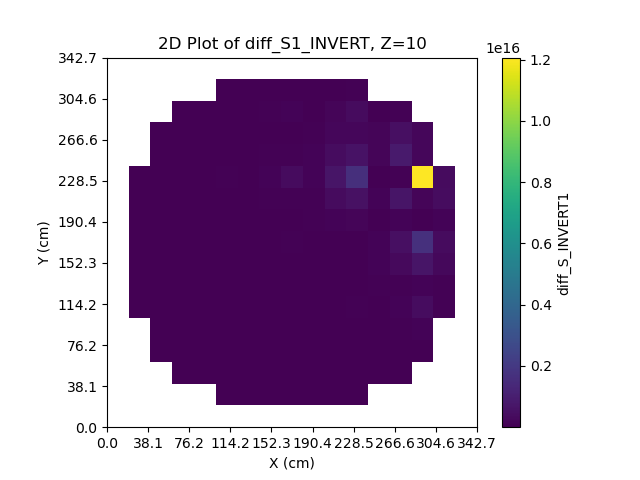 2D Plot of diff_S1_INVERT, Z=10
1e16
342.7
304.6
266.6
228.5
190.4
152.3
114.2
76.2
38.1
0.0
Y (cm)
0.0 38.1 76.2 114.2 152.3 190.4 228.5 266.6 304.6 342.7
X (cm)
1.2
1.0
0.8
0.6
0.4
0.2
diff_S_INVERT1